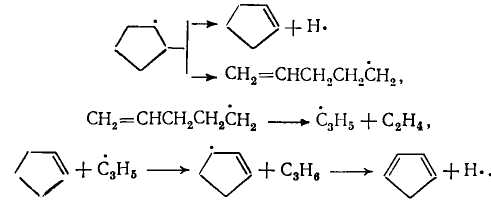 + H·
CH₂=CHCH₂CH₂ĊH₂,
CH₂=CHCH₂CH₂ĊH₂ ⟶ Ċ₃H₅ + C₂H₄,
+ Ċ₃H₅ ⟶ + C₃H₆ ⟶ + H·.